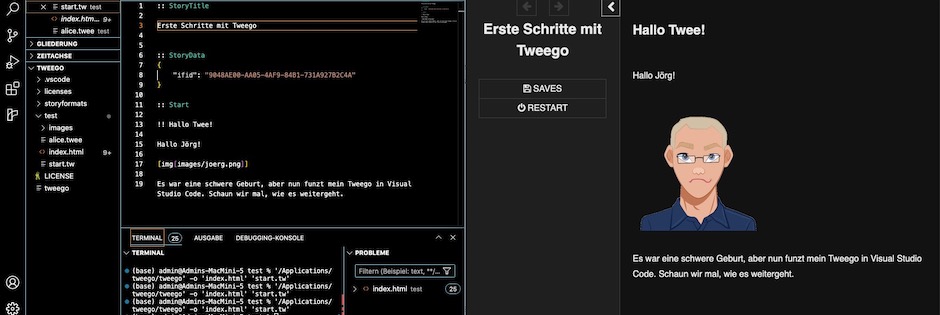 start.tw test
index.htm... 9+
alice.twee test
GLIEDERUNG
ZEITACHSE
TWEEGO
.vscode
licenses
storyformats
test
images
alice.twee
index.html 9+
start.tw
LICENSE
tweego
1 :: StoryTitle
2
3 Erste Schritte mit Tweego
4
5
6 :: StoryData
7 {
8 "ifid": "9048AE00-AA05-4AF9-84B1-731A927B2C4A"
9 }
10
11 :: Start
12
13 !! Hallo Twee!
14
15 Hallo Jörg!
16
17 [img[images/joerg.png]]
18
19 Es war eine schwere Geburt, aber nun funzt mein Tweego in Visual
Studio Code. Schaun wir mal, wie es weitergeht.
TERMINAL 25 AUSGABE DEBUGGING-KONSOLE
TERMINAL
(base) admin@Admins-MacMini-5 test % '/Applications/
tweego/tweego' -o 'index.html' 'start.tw'
(base) admin@Admins-MacMini-5 test % '/Applications/
tweego/tweego' -o 'index.html' 'start.tw'
(base) admin@Admins-MacMini-5 test % '/Applications/
tweego/tweego' -o 'index.html' 'start.tw'
PROBLEME
Filtern (Beispiel: text, **/...
index.html 25
Erste Schritte mit
Tweego
SAVES
RESTART
Hallo Twee!
Hallo Jörg!
Es war eine schwere Geburt, aber nun funzt mein Tweego in Visual Studio
Code. Schaun wir mal, wie es weitergeht.